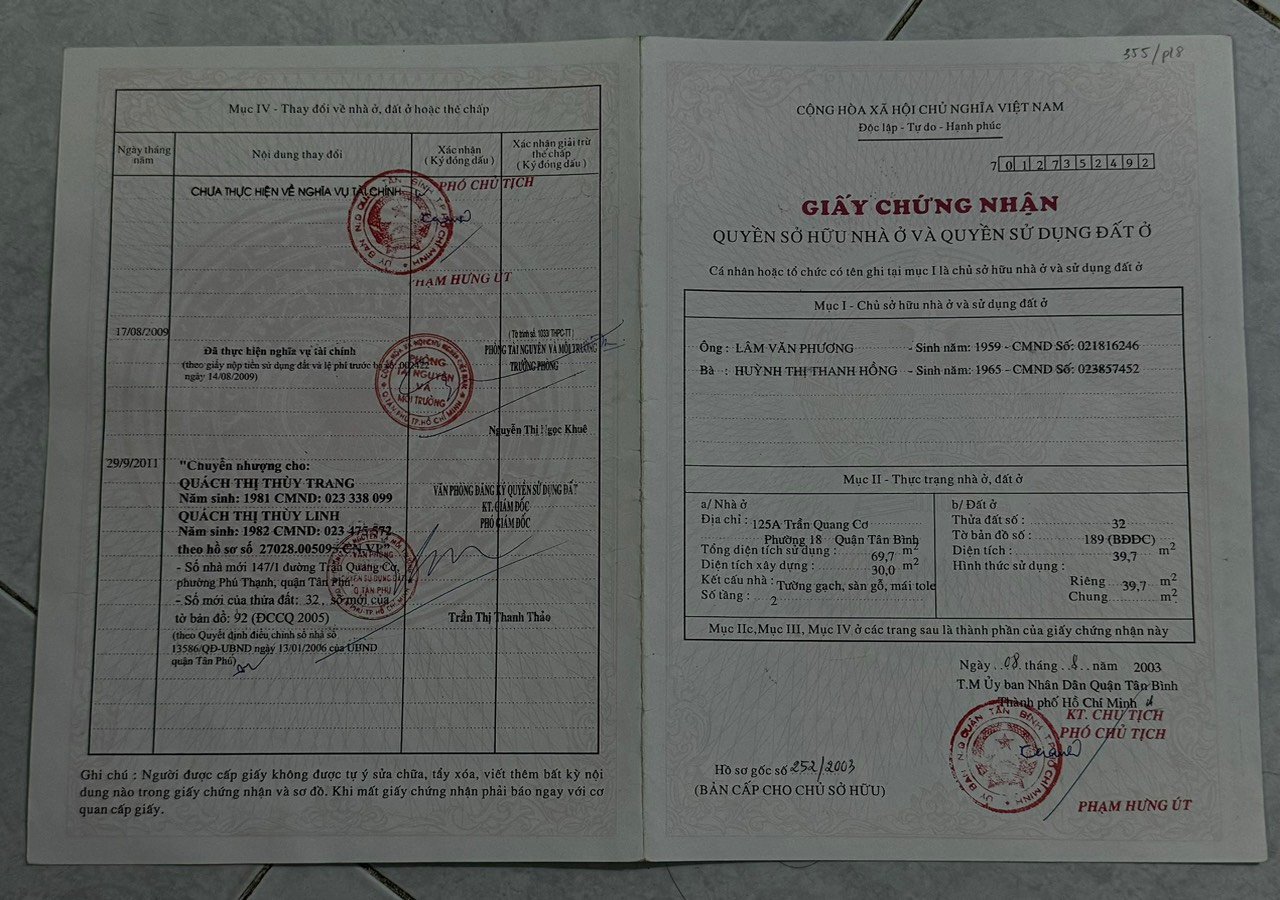 Mục IV - Thay đổi về nhà ở, đất ở hoặc thế chấp
Ngày tháng năm
Nội dung thay đổi
Xác nhận
( Ký đóng dấu )
Xác nhận giải trừ thế chấp
( Ký đóng dấu )
CHƯA THỰC HIỆN VỀ NGHĨA VỤ TÀI CHÍNH
PHÓ CHỦ TỊCH
PHẠM HƯNG ÚT
17/08/2009
Đã thực hiện nghĩa vụ tài chính
(theo giấy nộp tiền sử dụng đất và lệ phí trước bạ số: 002422
ngày 14/08/2009)
( Tờ trình số. 1033/ THPC-TT )
PHÒNG TÀI NGUYÊN VÀ MÔI TRƯỜNG
TRƯỞNG PHÒNG
PHÒNG
TÀI NGUYÊN
VÀ
MÔI TRƯỜNG
Q.TÂN PHÚ T.P.HỒ CHÍ MINH
Nguyễn Thị Ngọc Khuê
29/9/2011
"Chuyển nhượng cho:
QUÁCH THỊ THÙY TRANG
Năm sinh: 1981 CMND: 023 338 099
QUÁCH THỊ THÙY LINH
Năm sinh: 1982 CMND: 023 475 572
theo hồ sơ số 27028.005095.CN.VP"
- Số nhà mới 147/1 đường Trần Quang Cơ,
phường Phú Thạnh, quận Tân Phú.
- Số mới của thửa đất: 32, số mới của
tờ bản đồ: 92 (ĐCCQ 2005)
(theo Quyết định điều chỉnh số nhà số
13586/QĐ-UBND ngày 13/01/2006 của UBND
quận Tân Phú)
VĂN PHÒNG ĐĂNG KÝ QUYỀN SỬ DỤNG ĐẤT
KT. GIÁM ĐỐC
PHÓ GIÁM ĐỐC
Trần Thị Thanh Thảo
Ghi chú : Người được cấp giấy không được tự ý sửa chữa, tẩy xóa, viết thêm bất kỳ nội
dung nào trong giấy chứng nhận và sơ đồ. Khi mất giấy chứng nhận phải báo ngay với cơ
quan cấp giấy.
355/p18
CỘNG HÒA XÃ HỘI CHỦ NGHĨA VIỆT NAM
Độc lập - Tự do - Hạnh phúc
7 0 1 2 7 3 5 2 4 9 2
GIẤY CHỨNG NHẬN
QUYỀN SỞ HỮU NHÀ Ở VÀ QUYỀN SỬ DỤNG ĐẤT Ở
Cá nhân hoặc tổ chức có tên ghi tại mục I là chủ sở hữu nhà ở và sử dụng đất ở
Mục I - Chủ sở hữu nhà ở và sử dụng đất ở
Ông : LÂM VĂN PHƯƠNG - Sinh năm: 1959 - CMND Số: 021816246
Bà : HUỲNH THỊ THANH HỒNG - Sinh năm: 1965 - CMND Số: 023857452
Mục II - Thực trạng nhà ở, đất ở
a/ Nhà ở
Địa chỉ : 125A Trần Quang Cơ
Phường 18 Quận Tân Bình
Tổng diện tích sử dụng : 69,7 m2
Diện tích xây dựng : 30,0 m2
Kết cấu nhà : Tường gạch, sàn gỗ, mái tole
Số tầng : 2
b/ Đất ở
Thửa đất số : 32
Tờ bản đồ số : 189 (BĐĐC)
Diện tích : 39,7 m2
Hình thức sử dụng :
Riêng 39,7 m2
Chung m2
Mục IIc,Mục III, Mục IV ở các trang sau là thành phần của giấy chứng nhận này
Ngày 08 tháng 8 năm 2003
T.M Ủy ban Nhân Dân Quận Tân Bình
Thành phố Hồ Chí Minh
KT. CHỦ TỊCH
PHÓ CHỦ TỊCH
Hồ sơ gốc số 252/2003
(BẢN CẤP CHO CHỦ SỞ HỮU)
PHẠM HƯNG ÚT